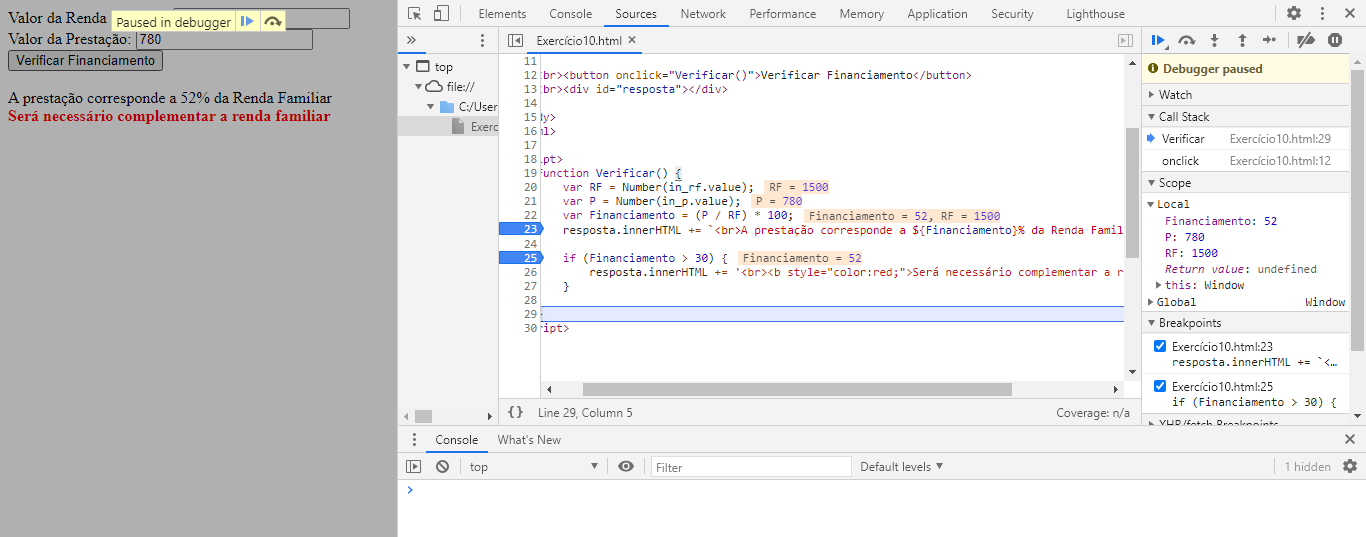 Valor da Renda
Paused in debugger
Valor da Prestação: 780
Verificar Financiamento
A prestação corresponde a 52% da Renda Familiar
Será necessário complementar a renda familiar
Elements Console Sources Network Performance Memory Application Security Lighthouse
»
top
file://
C:/User
Exerc
Exercício10.html ×
11
12 br><button onclick="Verificar()">Verificar Financiamento</button>
13 br><div id="resposta"></div>
14
15 dy>
16 ml>
17
18 ipt>
19 function Verificar() {
20 var RF = Number(in_rf.value); RF = 1500
21 var P = Number(in_p.value); P = 780
22 var Financiamento = (P / RF) * 100; Financiamento = 52, RF = 1500
23 resposta.innerHTML += `<br>A prestação corresponde a ${Financiamento}% da Renda Famil
24
25 if (Financiamento > 30) { Financiamento = 52
26 resposta.innerHTML += '<br><b style="color:red;">Será necessário complementar a r
27 }
28
29 }
30 ript>
{} Line 29, Column 5 Coverage: n/a
Debugger paused
Watch
Call Stack
Verificar Exercício10.html:29
onclick Exercício10.html:12
Scope
Local
Financiamento: 52
P: 780
RF: 1500
Return value: undefined
this: Window
Global Window
Breakpoints
Exercício10.html:23
resposta.innerHTML += `<…
Exercício10.html:25
if (Financiamento > 30) {
XHR/fetch Breakpoints
Console What's New
top Filter Default levels 1 hidden
>